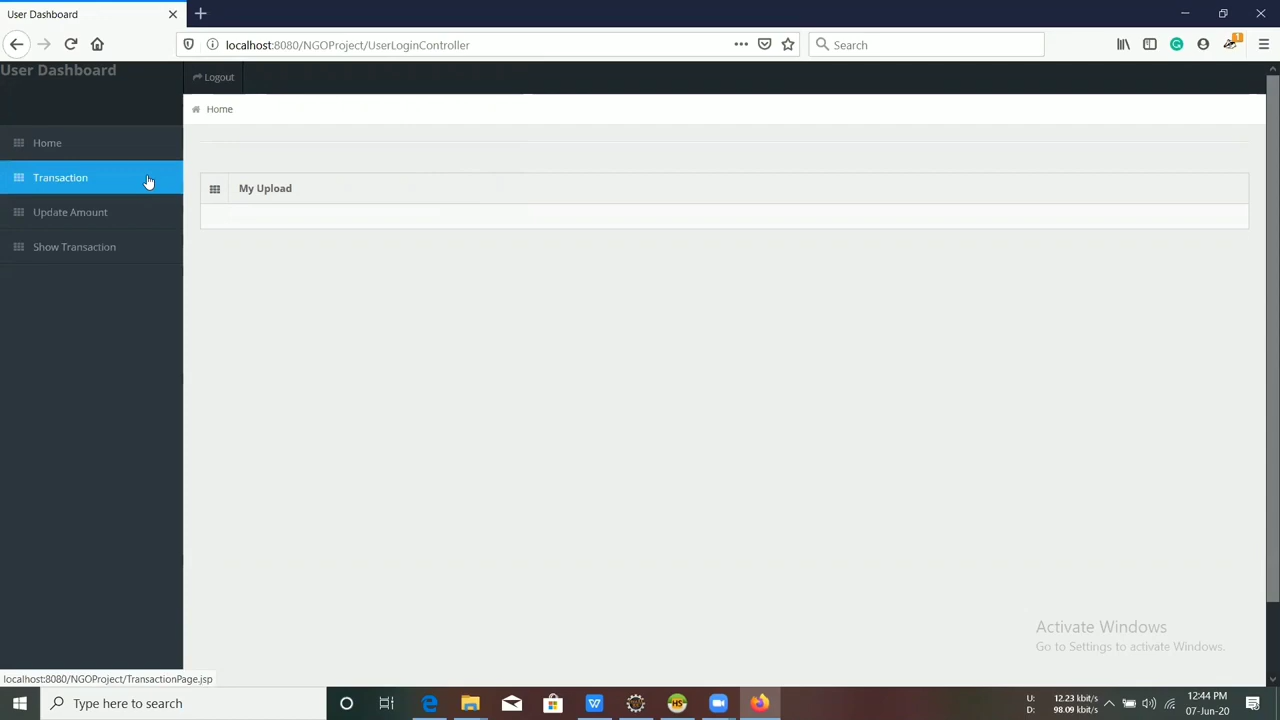 User Dashboard
localhost:8080/NGOProject/UserLoginController
Search
1
User Dashboard
Logout
Home
Home
Transaction
My Upload
Update Amount
Show Transaction
Activate Windows
Go to Settings to activate Windows.
localhost:8080/NGOProject/TransactionPage.jsp
Type here to search
W
HS
U: 12.23 kbit/s
D: 98.09 kbit/s
12:44 PM
07-Jun-20